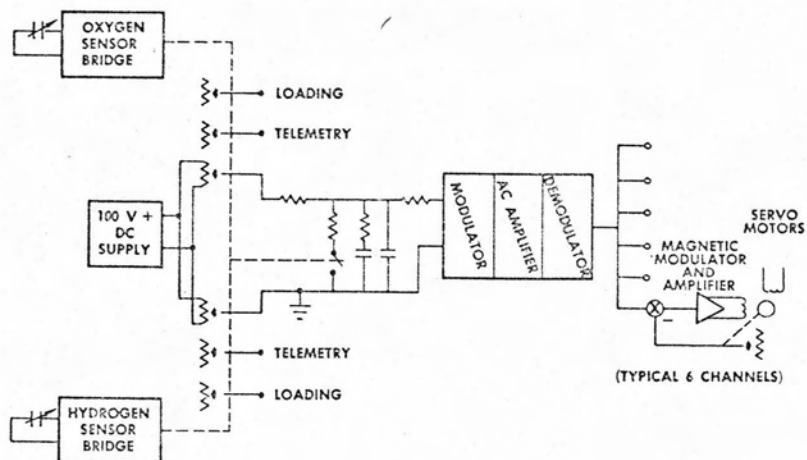 OXYGEN
SENSOR
BRIDGE
LOADING
TELEMETRY
100 V +
DC
SUPPLY
MODULATOR
AC AMPLIFIER
DEMODULATOR
SERVO
MOTORS
MAGNETIC
MODULATOR
AND
AMPLIFIER
X
−
TELEMETRY
(TYPICAL 6 CHANNELS)
LOADING
HYDROGEN
SENSOR
BRIDGE